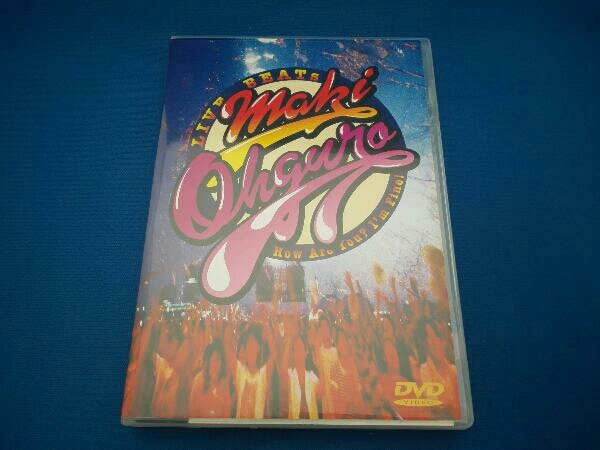 LIVE BEATs
Maki
Ohguro
How Are You? I'm Fine!
DVD
VIDEO